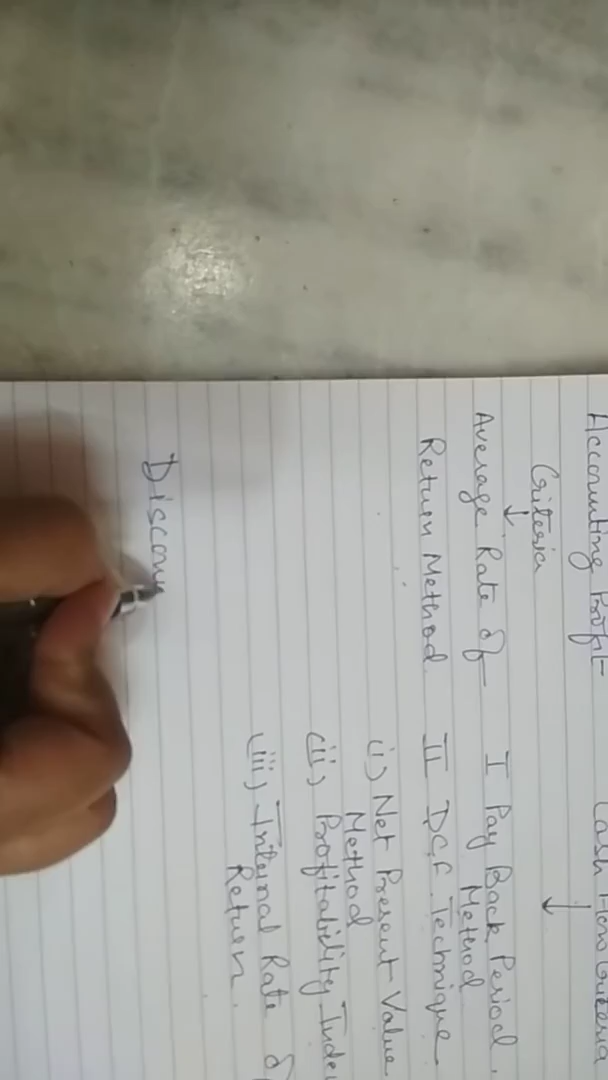 Accounting Profit Cash Flow Criteria
Criteria
Average Rate of I Pay Back Period.
Return Method. Method
II DCF. Technique.
(i) Net Present Value
Method
(ii) Profitability Index
(iii) Internal Rate of
Return.
Discoun